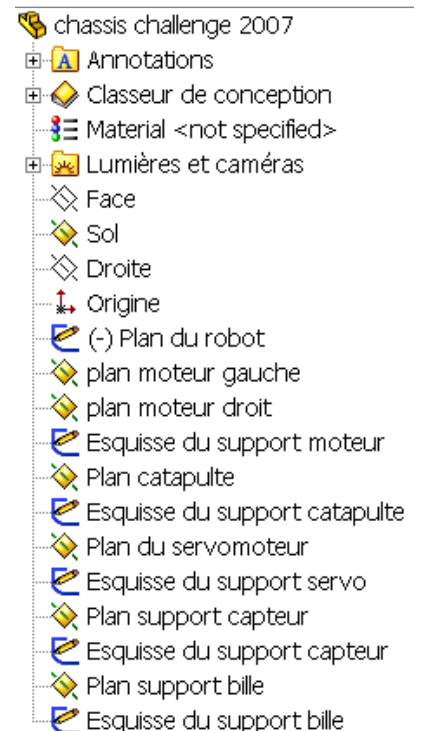 chassis challenge 2007
Annotations
Classeur de conception
Material <not specified>
Lumières et caméras
Face
Sol
Droite
Origine
(-) Plan du robot
plan moteur gauche
plan moteur droit
Esquisse du support moteur
Plan catapulte
Esquisse du support catapulte
Plan du servomoteur
Esquisse du support servo
Plan support capteur
Esquisse du support capteur
Plan support bille
Esquisse du support bille